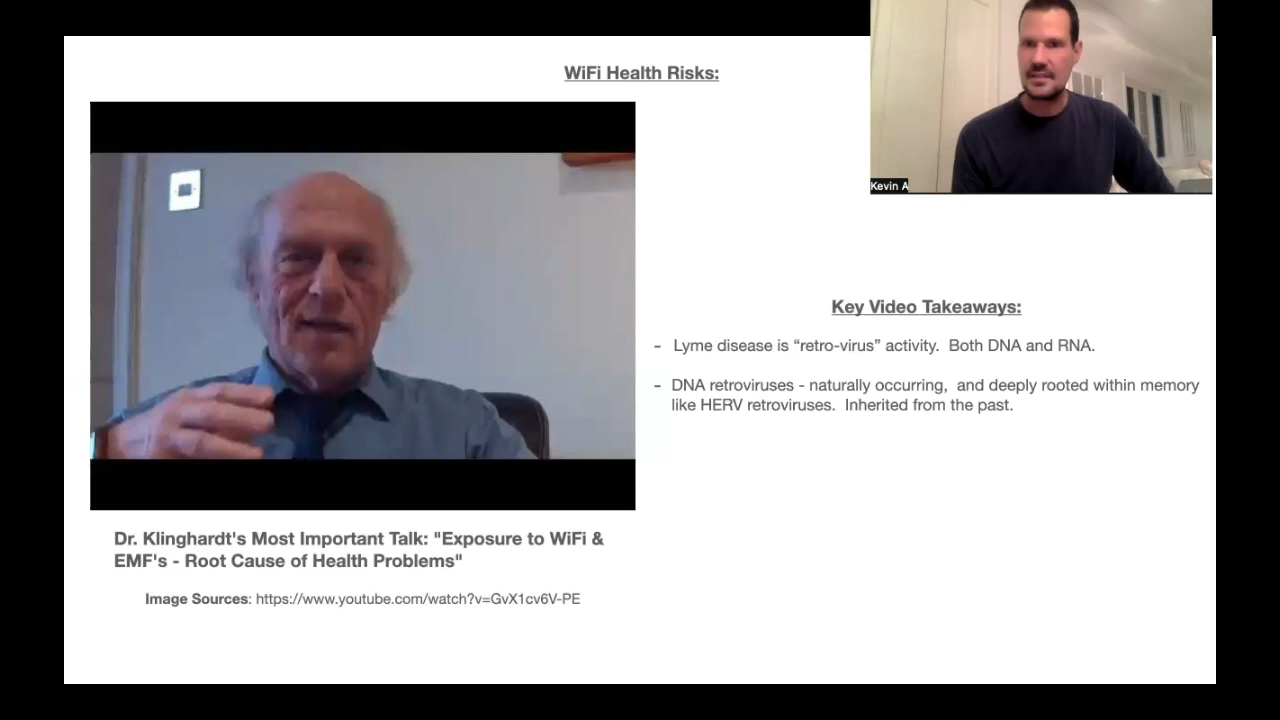 WiFi Health Risks:
Kevin A
Key Video Takeaways:
- Lyme disease is “retro-virus” activity.  Both DNA and RNA.
- DNA retroviruses - naturally occurring,  and deeply rooted within memory
like HERV retroviruses.  Inherited from the past.
Dr. Klinghardt's Most Important Talk: "Exposure to WiFi &
EMF's - Root Cause of Health Problems"
Image Sources: https://www.youtube.com/watch?v=GvX1cv6V-PE